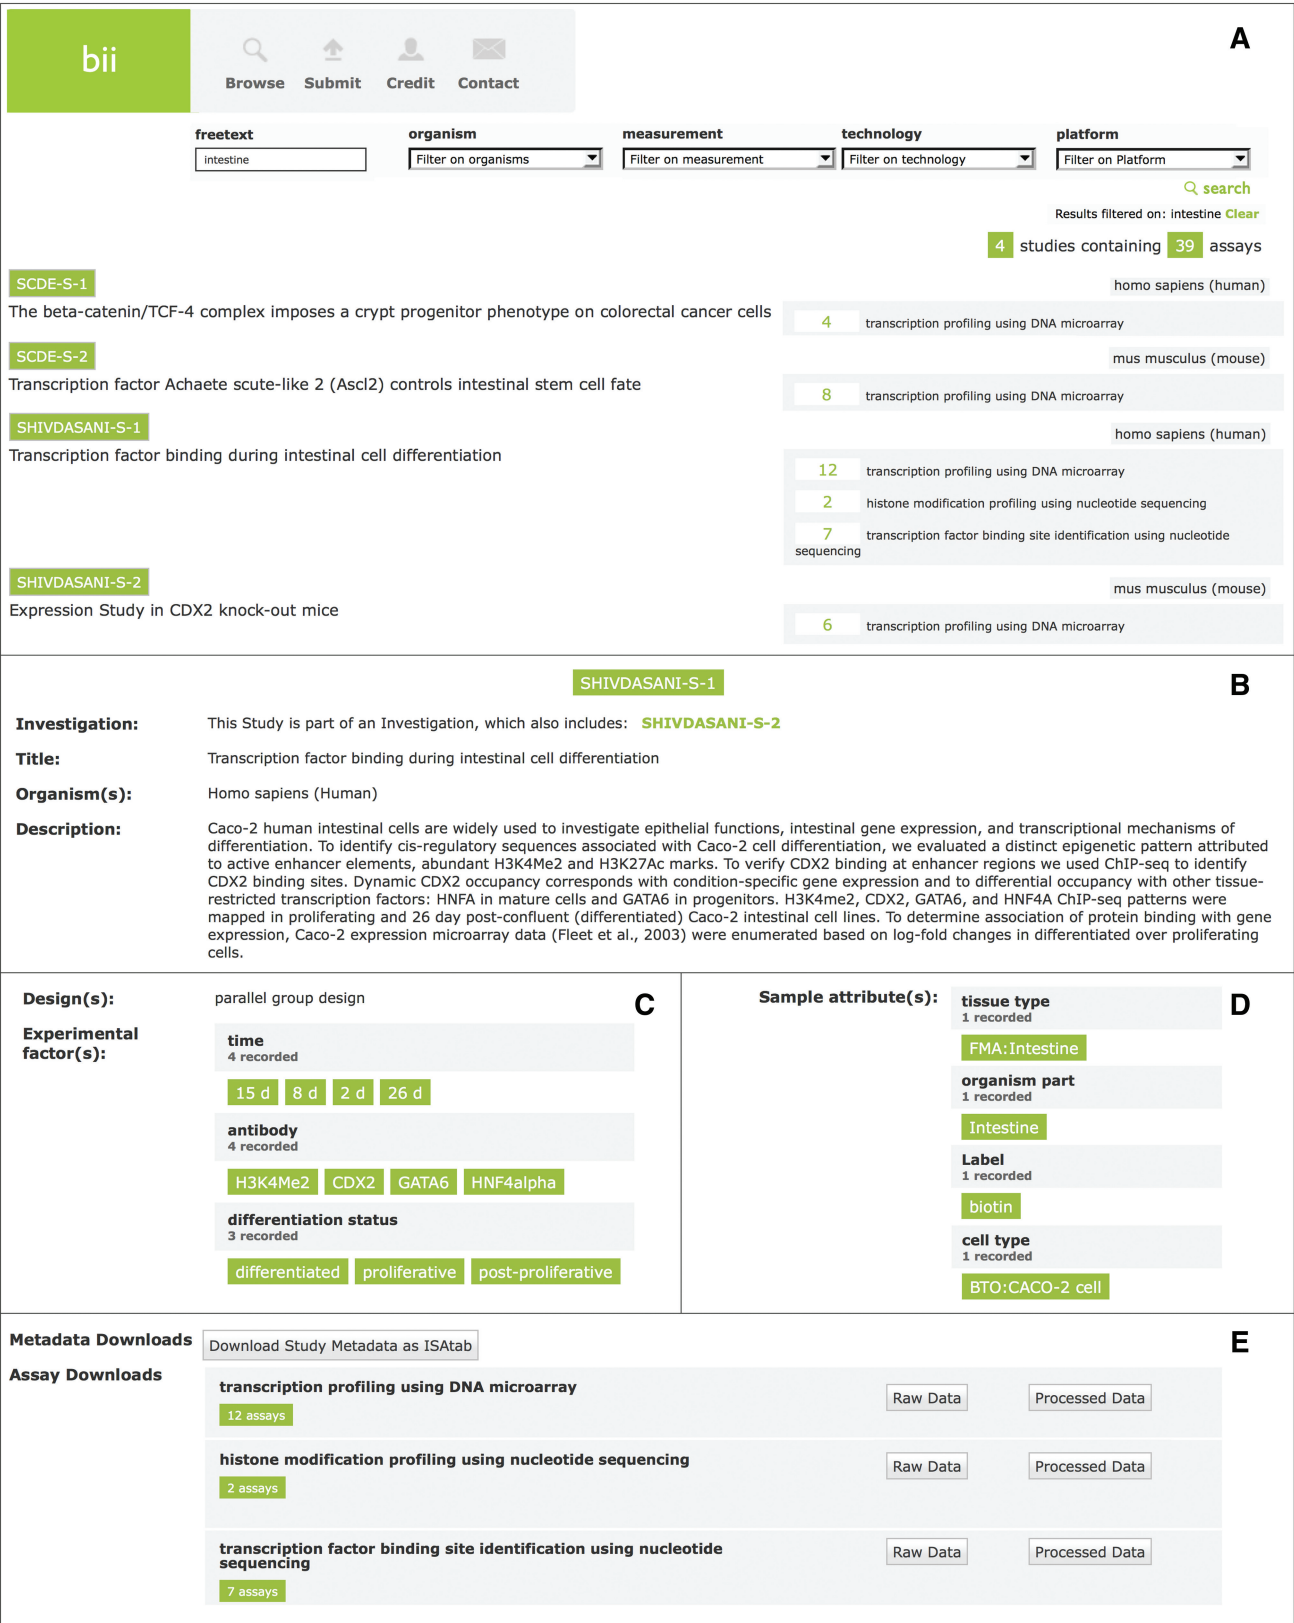 bii
Browse Submit Credit Contact
A
freetext organism measurement technology platform
intestine Filter on organisms Filter on measurement Filter on technology Filter on Platform
search
Results filtered on: intestine Clear
4 studies containing 39 assays
SCDE-S-1
homo sapiens (human)
The beta-catenin/TCF-4 complex imposes a crypt progenitor phenotype on colorectal cancer cells
4 transcription profiling using DNA microarray
SCDE-S-2
mus musculus (mouse)
Transcription factor Achaete scute-like 2 (Ascl2) controls intestinal stem cell fate
8 transcription profiling using DNA microarray
SHIVDASANI-S-1
homo sapiens (human)
Transcription factor binding during intestinal cell differentiation
12 transcription profiling using DNA microarray
2 histone modification profiling using nucleotide sequencing
7 transcription factor binding site identification using nucleotide
sequencing
SHIVDASANI-S-2
mus musculus (mouse)
Expression Study in CDX2 knock-out mice
6 transcription profiling using DNA microarray
SHIVDASANI-S-1
B
Investigation: This Study is part of an Investigation, which also includes: SHIVDASANI-S-2
Title: Transcription factor binding during intestinal cell differentiation
Organism(s): Homo sapiens (Human)
Description: Caco-2 human intestinal cells are widely used to investigate epithelial functions, intestinal gene expression, and transcriptional mechanisms of
differentiation. To identify cis-regulatory sequences associated with Caco-2 cell differentiation, we evaluated a distinct epigenetic pattern attributed
to active enhancer elements, abundant H3K4Me2 and H3K27Ac marks. To verify CDX2 binding at enhancer regions we used ChIP-seq to identify
CDX2 binding sites. Dynamic CDX2 occupancy corresponds with condition-specific gene expression and to differential occupancy with other tissue-
restricted transcription factors: HNFA in mature cells and GATA6 in progenitors. H3K4me2, CDX2, GATA6, and HNF4A ChIP-seq patterns were
mapped in proliferating and 26 day post-confluent (differentiated) Caco-2 intestinal cell lines. To determine association of protein binding with gene
expression, Caco-2 expression microarray data (Fleet et al., 2003) were enumerated based on log-fold changes in differentiated over proliferating
cells.
Design(s): parallel group design
C
Experimental
factor(s):
time
4 recorded
15 d 8 d 2 d 26 d
antibody
4 recorded
H3K4Me2 CDX2 GATA6 HNF4alpha
differentiation status
3 recorded
differentiated proliferative post-proliferative
Sample attribute(s):
D
tissue type
1 recorded
FMA:Intestine
organism part
1 recorded
Intestine
Label
1 recorded
biotin
cell type
1 recorded
BTO:CACO-2 cell
Metadata Downloads Download Study Metadata as ISAtab
E
Assay Downloads
transcription profiling using DNA microarray
12 assays
Raw Data Processed Data
histone modification profiling using nucleotide sequencing
2 assays
Raw Data Processed Data
transcription factor binding site identification using nucleotide
sequencing
7 assays
Raw Data Processed Data